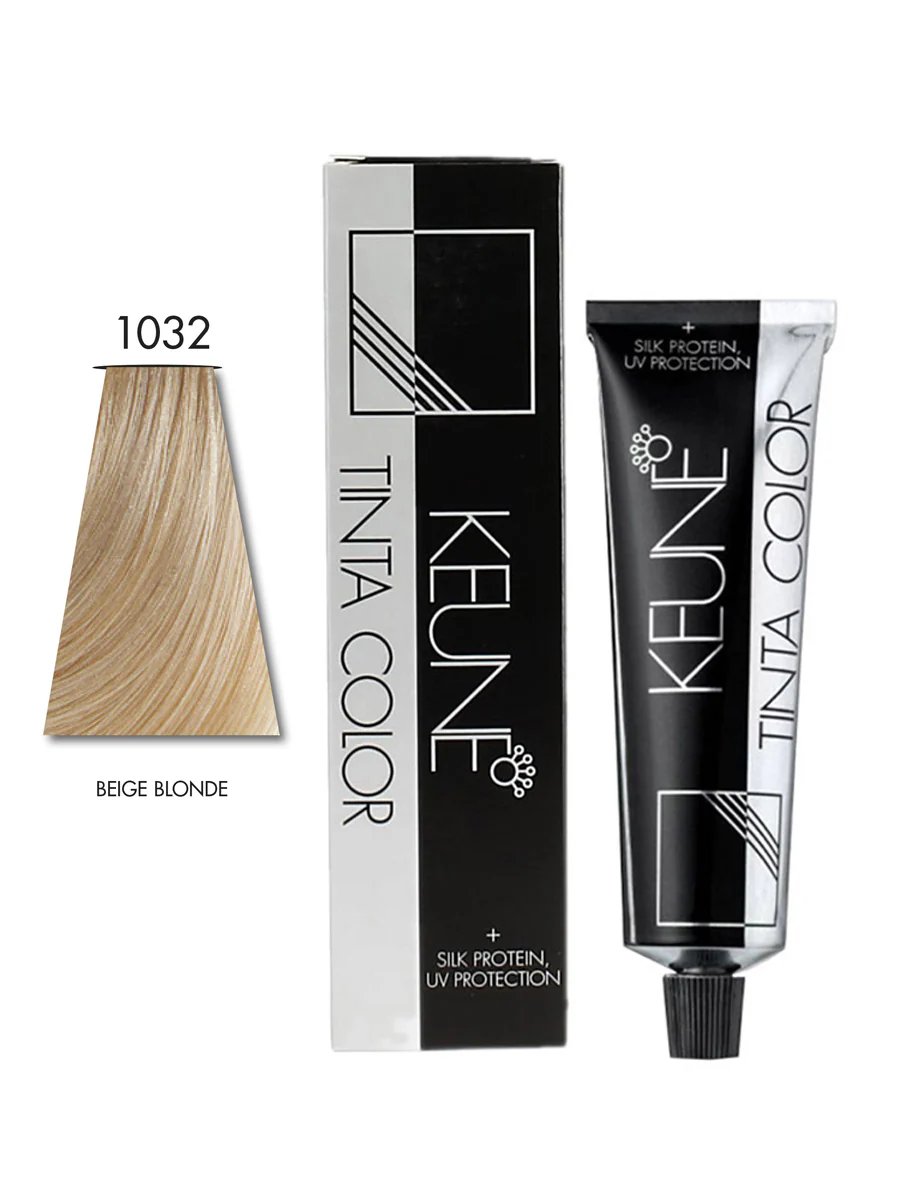 1032
BEIGE BLONDE
TINTA COLOR
KEUNE
+
SILK PROTEIN,
UV PROTECTION
+
SILK PROTEIN,
UV PROTECTION
KEUNE
TINTA COLOR